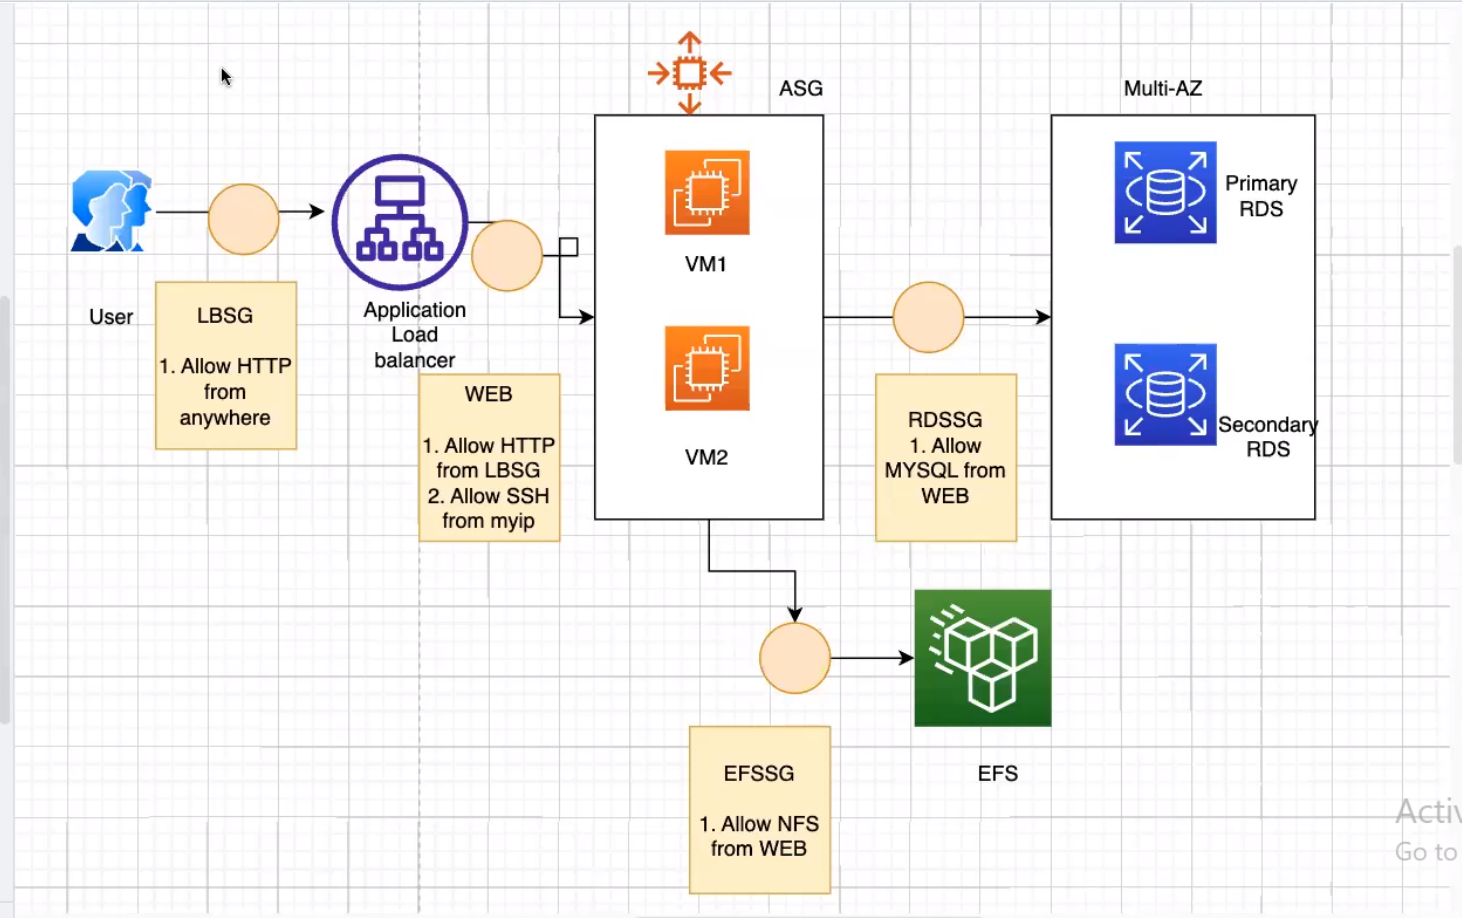 ASG
Multi-AZ
Primary
RDS
VM1
User
Application
Load
balancer
LBSG
1. Allow HTTP
from
anywhere
WEB
1. Allow HTTP
from LBSG
2. Allow SSH
from myip
VM2
RDSSG
1. Allow
MYSQL from
WEB
Secondary
RDS
EFSSG
1. Allow NFS
from WEB
EFS
Go to